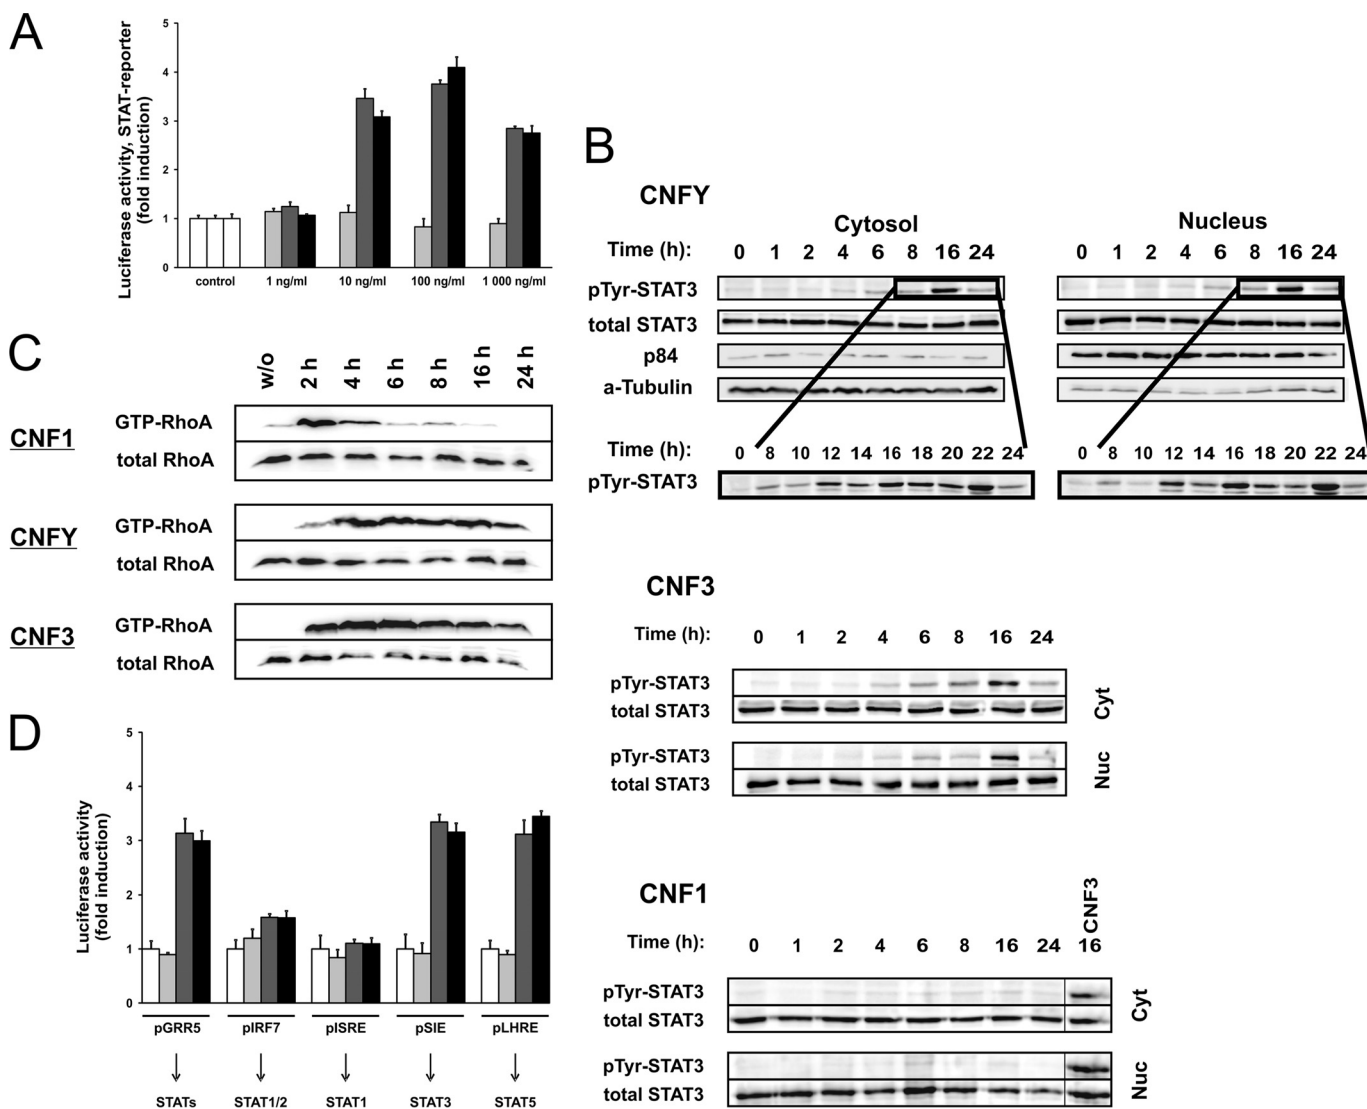 A
Luciferase activity, STAT-reporter
(fold induction)
5
4
3
2
1
0
control
1 ng/ml
10 ng/ml
100 ng/ml
1 000 ng/ml
B
CNFY
Cytosol
Nucleus
Time (h): 0 1 2 4 6 8 16 24
0 1 2 4 6 8 16 24
pTyr-STAT3
total STAT3
p84
a-Tubulin
Time (h): 0 8 10 12 14 16 18 20 22 24
0 8 10 12 14 16 18 20 22 24
pTyr-STAT3
CNF3
Time (h): 0 1 2 4 6 8 16 24
pTyr-STAT3
total STAT3
Cyt
pTyr-STAT3
total STAT3
Nuc
CNF1
CNF3
Time (h): 0 1 2 4 6 8 16 24 16
pTyr-STAT3
total STAT3
Cyt
pTyr-STAT3
total STAT3
Nuc
C
w/o 2 h 4 h 6 h 8 h 16 h 24 h
CNF1
GTP-RhoA
total RhoA
CNFY
GTP-RhoA
total RhoA
CNF3
GTP-RhoA
total RhoA
D
Luciferase activity
(fold induction)
5
4
3
2
1
0
pGRR5 pIRF7 pISRE pSIE pLHRE
STATs STAT1/2 STAT1 STAT3 STAT5